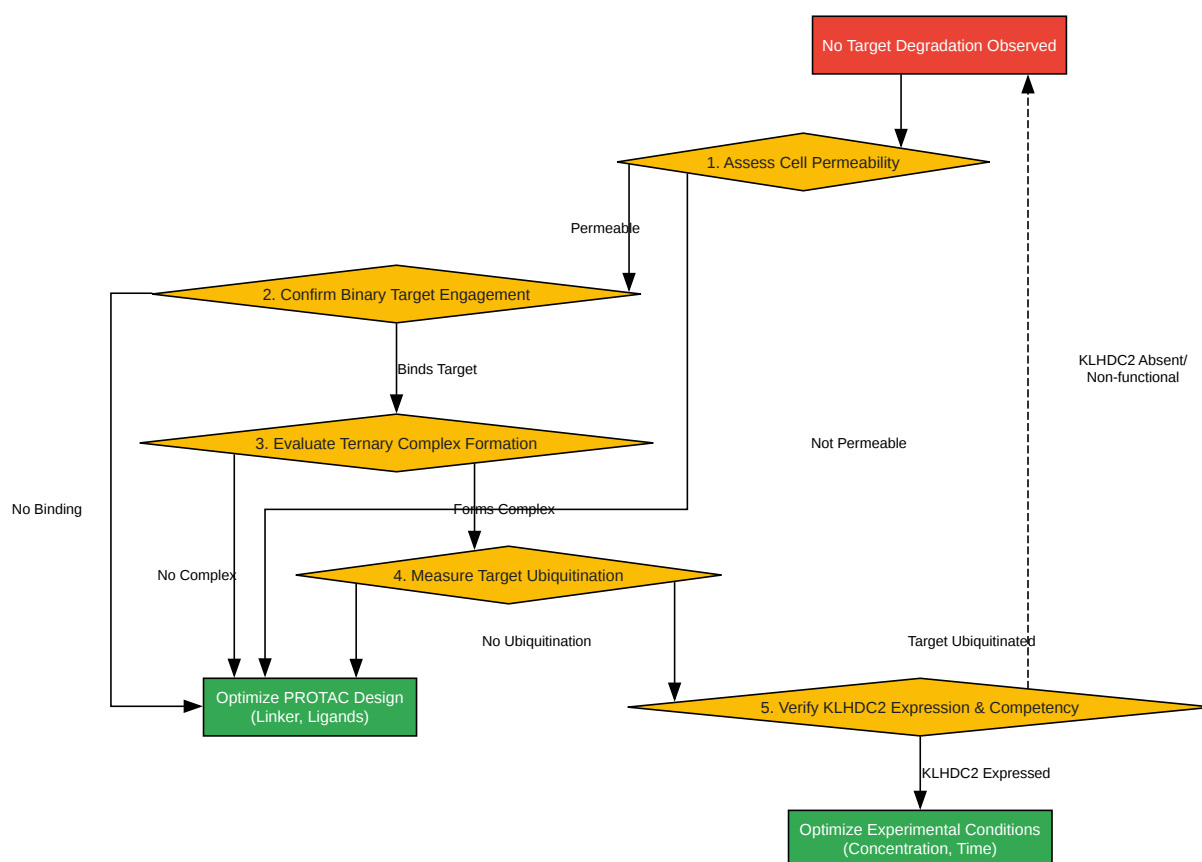 No Target Degradation Observed
1. Assess Cell Permeability
Permeable
2. Confirm Binary Target Engagement
Binds Target
KLHDC2 Absent/
Non-functional
3. Evaluate Ternary Complex Formation
Not Permeable
No Binding
Forms Complex
No Complex
4. Measure Target Ubiquitination
No Ubiquitination
Target Ubiquitinated
Optimize PROTAC Design
(Linker, Ligands)
5. Verify KLHDC2 Expression & Competency
KLHDC2 Expressed
Optimize Experimental Conditions
(Concentration, Time)